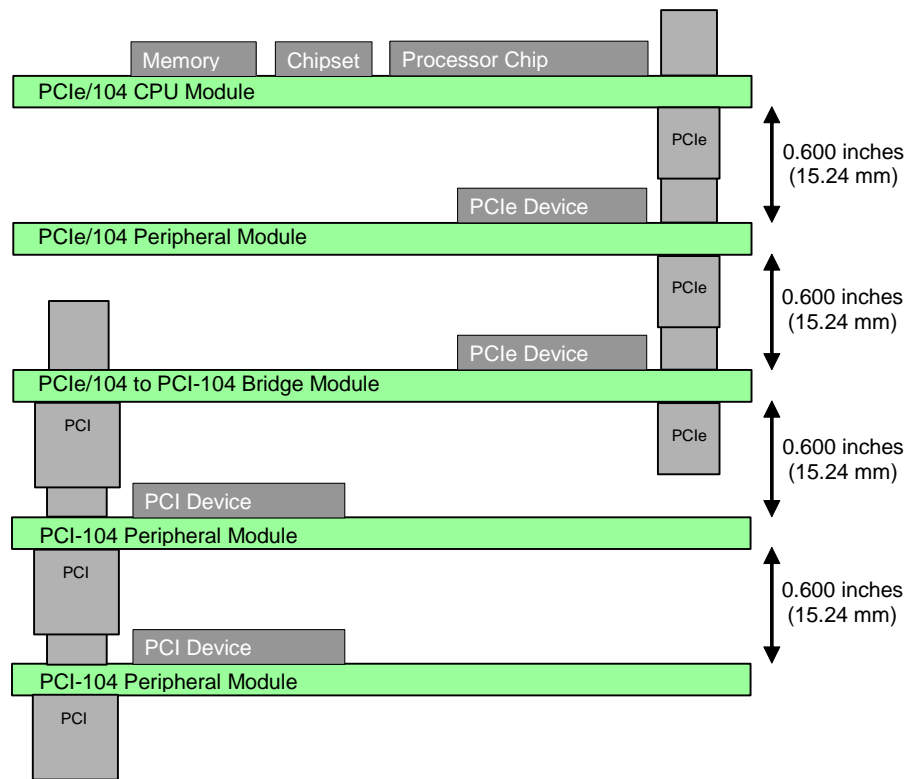 Memory
Chipset
Processor Chip
PCIe/104 CPU Module
PCIe
0.600 inches
(15.24 mm)
PCIe Device
PCIe/104 Peripheral Module
PCIe
0.600 inches
(15.24 mm)
PCIe Device
PCIe/104 to PCI-104 Bridge Module
PCI
PCIe
0.600 inches
(15.24 mm)
PCI Device
PCI-104 Peripheral Module
PCI
0.600 inches
(15.24 mm)
PCI Device
PCI-104 Peripheral Module
PCI